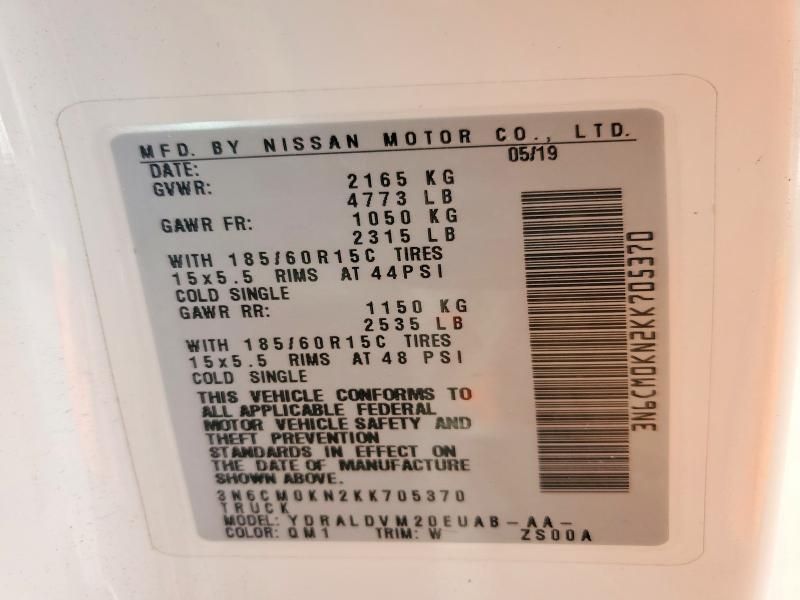 MFD. BY NISSAN MOTOR CO., LTD.
DATE: 05/19
GVWR: 2165 KG
4773 LB
GAWR FR: 1050 KG
2315 LB
WITH 185/60R15C TIRES
15x5.5 RIMS AT 44PSI
COLD SINGLE
GAWR RR: 1150 KG
2535 LB
WITH 185/60R15C TIRES
15x5.5 RIMS AT 48 PSI
COLD SINGLE
THIS VEHICLE CONFORMS TO
ALL APPLICABLE FEDERAL
MOTOR VEHICLE SAFETY AND
THEFT PREVENTION
STANDARDS IN EFFECT ON
THE DATE OF MANUFACTURE
SHOWN ABOVE.
3N6CM0KN2KK705370
TRUCK
MODEL: YDRALDVM20EUAB-AA-
COLOR: QM1 TRIM: W ZS00A
3N6CM0KN2KK705370